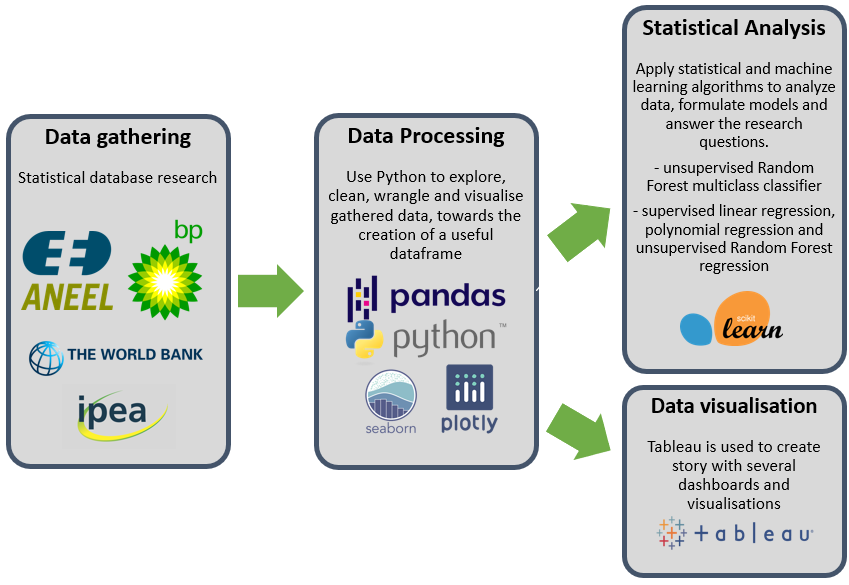 Data gathering
Statistical database research
ANEEL
bp
THE WORLD BANK
ipea
Data Processing
Use Python to explore,
clean, wrangle and visualise
gathered data, towards the
creation of a useful
dataframe
pandas
python™
seaborn
plotly
Statistical Analysis
Apply statistical and machine
learning algorithms to analyze
data, formulate models and
answer the research
questions.
- unsupervised Random
Forest multiclass classifier
- supervised linear regression,
polynomial regression and
unsupervised Random Forest
regression
scikit
learn
Data visualisation
Tableau is used to create
story with several
dashboards and
visualisations
+ableau®